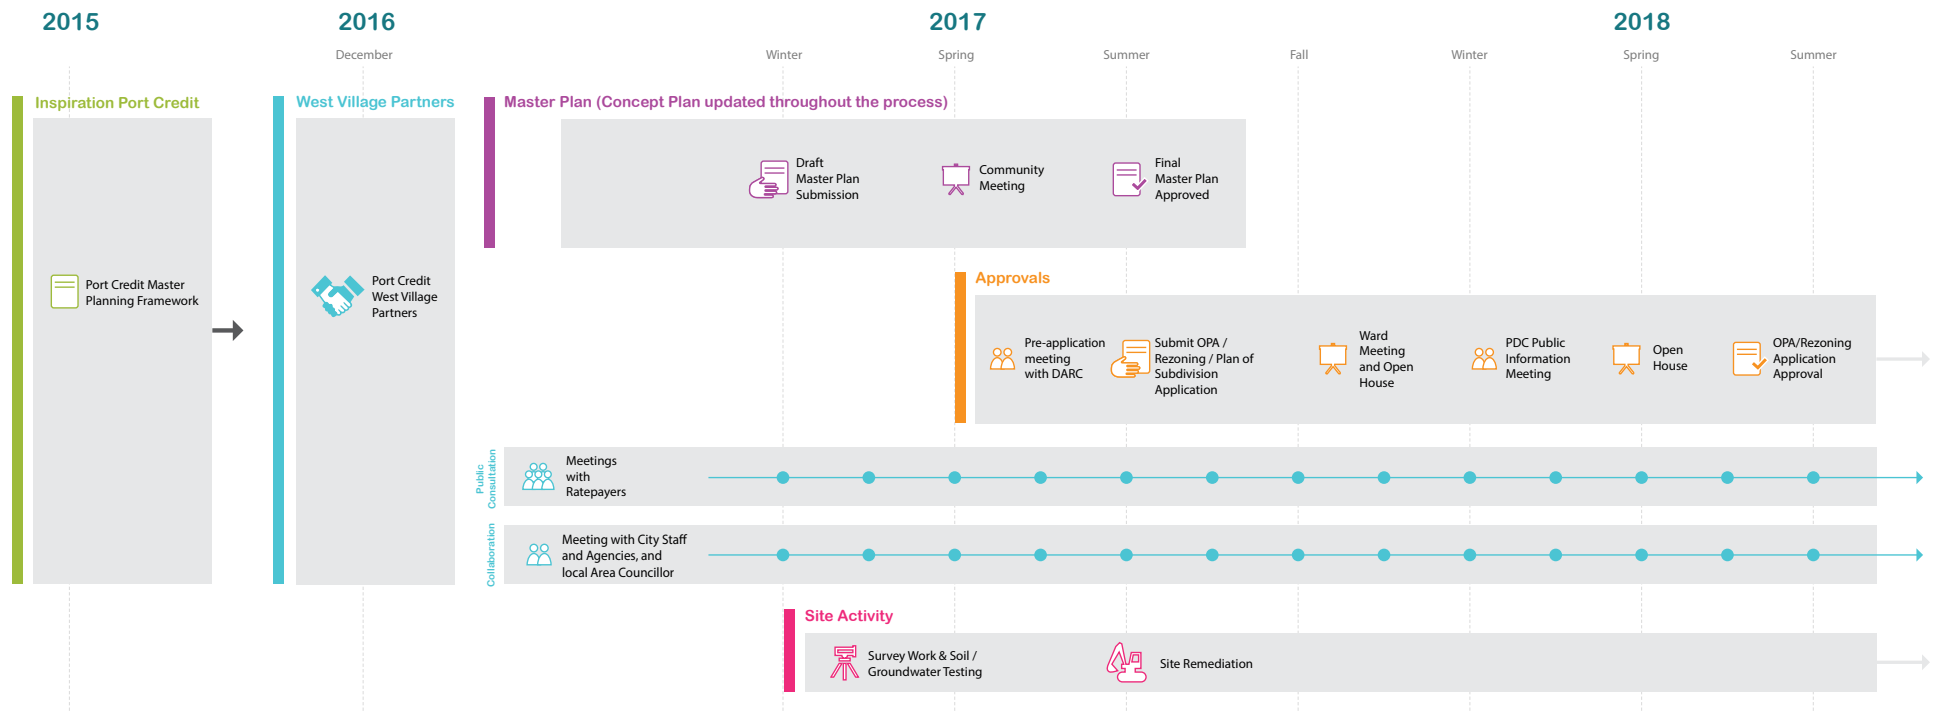 2015
2016
2017
2018
December
Winter
Spring
Summer
Fall
Winter
Spring
Summer
Inspiration Port Credit
Port Credit Master
Planning Framework
West Village Partners
Port Credit
West Village
Partners
Master Plan (Concept Plan updated throughout the process)
Draft
Master Plan
Submission
Community
Meeting
Final
Master Plan
Approved
Approvals
Pre-application
meeting
with DARC
Submit OPA /
Rezoning / Plan of
Subdivision
Application
Ward
Meeting
and Open
House
PDC Public
Information
Meeting
Open
House
OPA/Rezoning
Application
Approval
Public
Consultation
Meetings
with
Ratepayers
Collaboration
Meeting with City Staff
and Agencies, and
local Area Councillor
Site Activity
Survey Work & Soil /
Groundwater Testing
Site Remediation